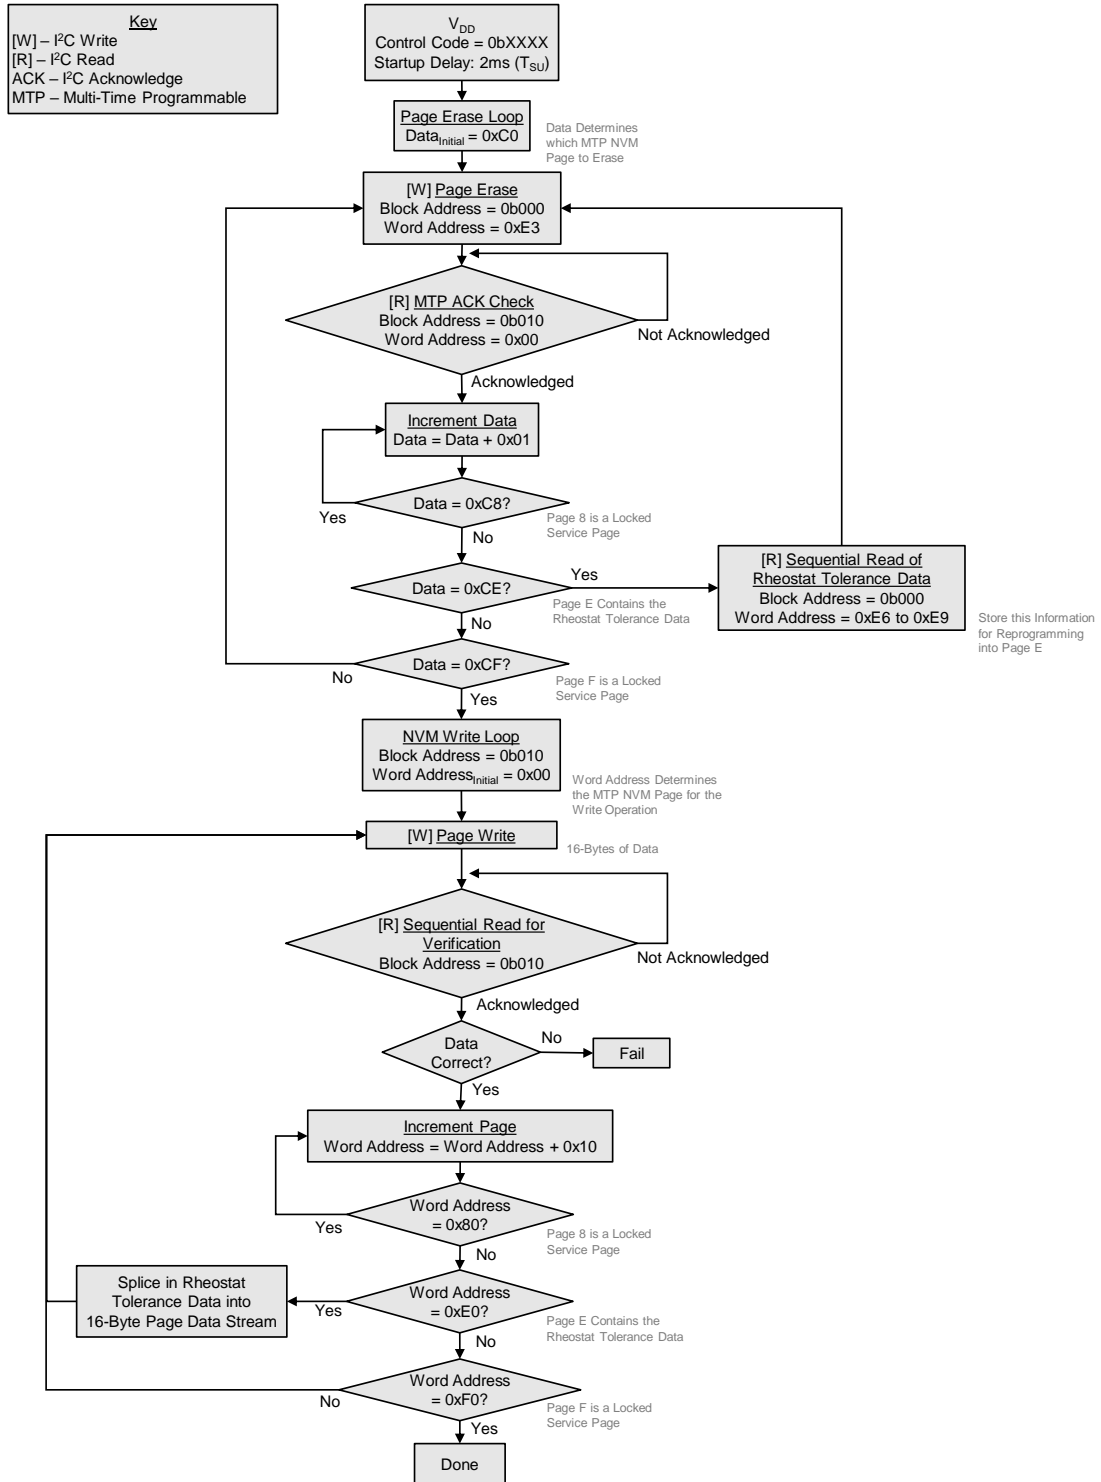 Key
[W] – I²C Write
[R] – I²C Read
ACK – I²C Acknowledge
MTP – Multi-Time Programmable
V_DD
Control Code = 0bXXXX
Startup Delay: 2ms (T_SU)
Page Erase Loop
Data_Initial = 0xC0
Data Determines
which MTP NVM
Page to Erase
[W] Page Erase
Block Address = 0b000
Word Address = 0xE3
[R] MTP ACK Check
Block Address = 0b010
Word Address = 0x00
Not Acknowledged
Acknowledged
Increment Data
Data = Data + 0x01
Data = 0xC8?
Yes
Page 8 is a Locked
Service Page
No
Data = 0xCE?
Yes
Page E Contains the
Rheostat Tolerance Data
[R] Sequential Read of
Rheostat Tolerance Data
Block Address = 0b000
Word Address = 0xE6 to 0xE9
Store this Information
for Reprogramming
into Page E
No
Data = 0xCF?
No
Page F is a Locked
Service Page
Yes
NVM Write Loop
Block Address = 0b010
Word Address_Initial = 0x00
Word Address Determines
the MTP NVM Page for the
Write Operation
[W] Page Write
16-Bytes of Data
[R] Sequential Read for
Verification
Block Address = 0b010
Not Acknowledged
Acknowledged
Data
Correct?
No
Fail
Yes
Increment Page
Word Address = Word Address + 0x10
Word Address
= 0x80?
Yes
Page 8 is a Locked
Service Page
No
Splice in Rheostat
Tolerance Data into
16-Byte Page Data Stream
Yes
Word Address
= 0xE0?
Page E Contains the
Rheostat Tolerance Data
No
Word Address
= 0xF0?
No
Page F is a Locked
Service Page
Yes
Done